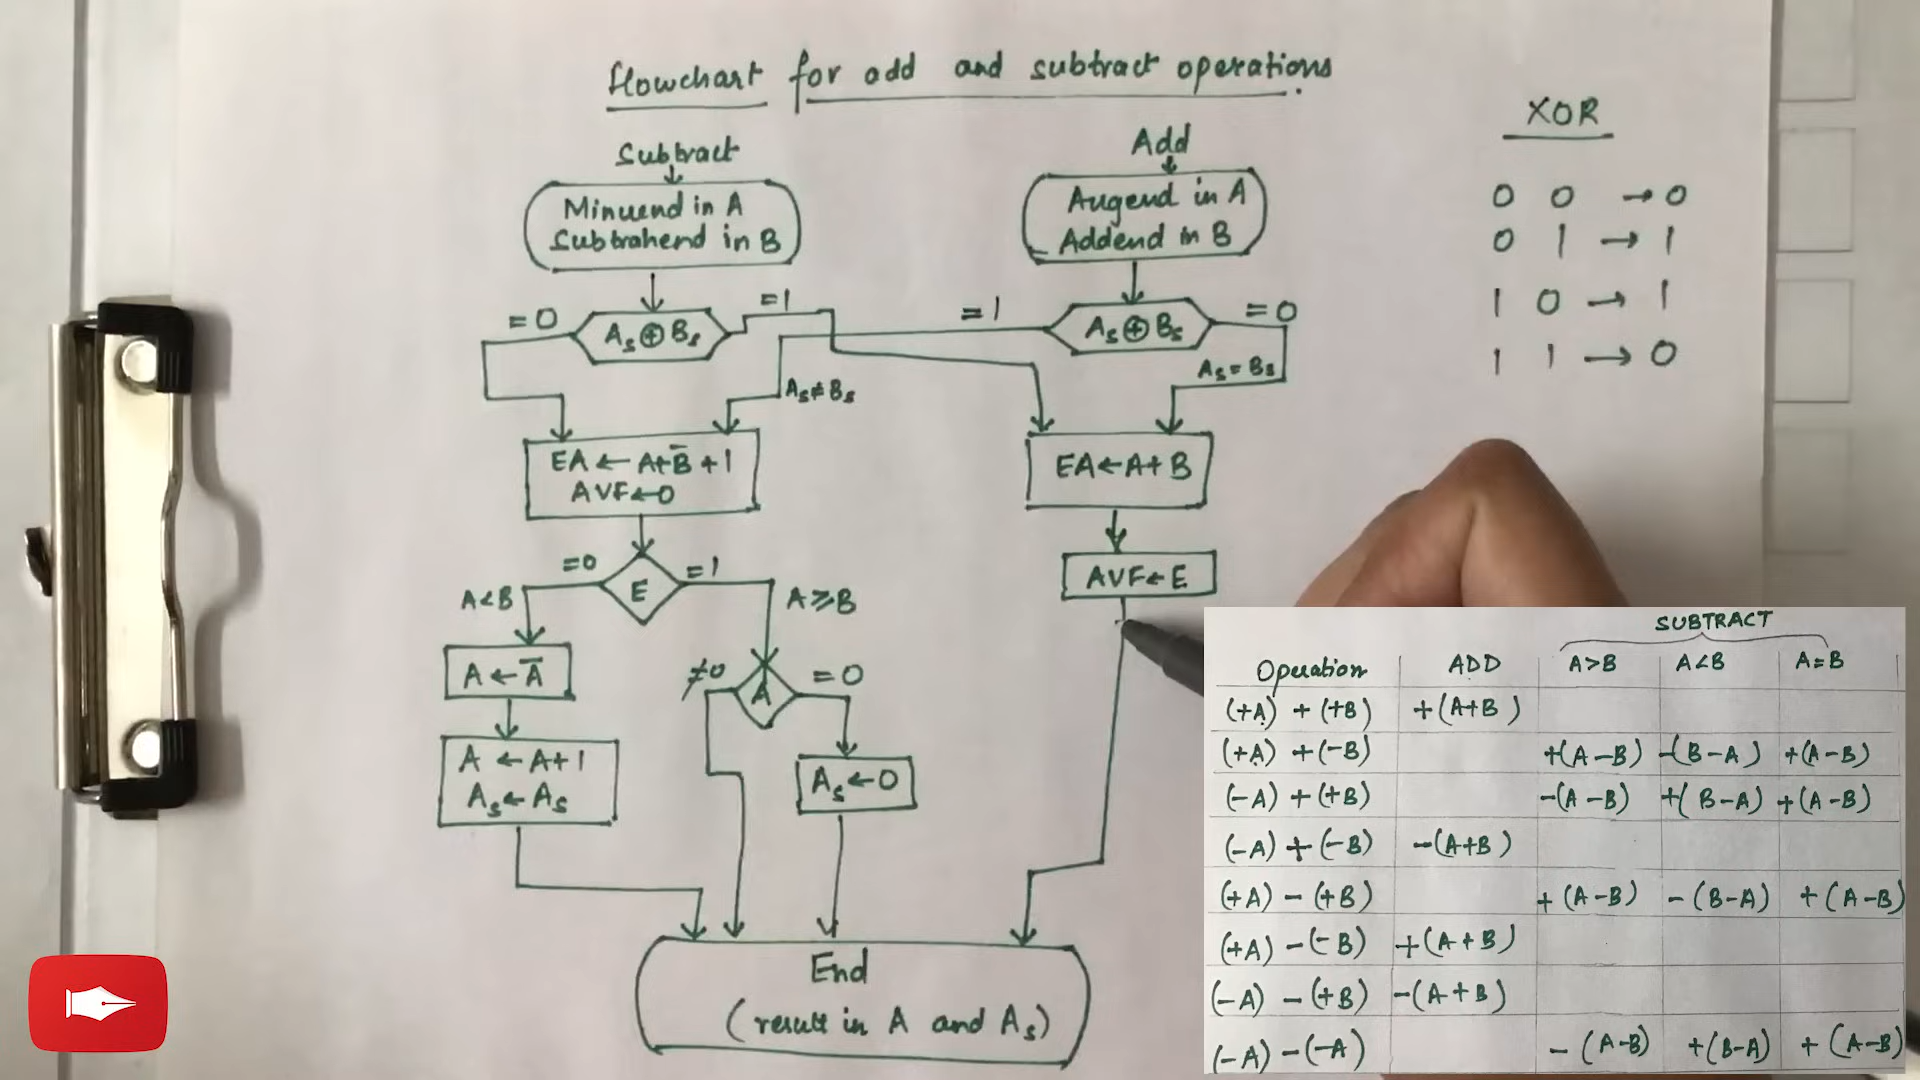 Flowchart for add and subtract operations.
Subtract
Minuend in A
Subtrahend in B
=0
As ⊕ Bs
=1
Add
Augend in A
Addend in B
=1
As ⊕ Bs
=0
As ≠ Bs
As = Bs
EA ← A+B̅ +1
AVF←0
EA←A+B
AVF←E
=0
E
=1
A<B
A≥B
A ← A̅
≠0
A
=0
A ← A+1
As ← As
As ← 0
End
(result in A and As)
XOR
0 0 → 0
0 1 → 1
1 0 → 1
1 1 → 0
SUBTRACT
Operation ADD A>B A<B A=B
(+A) + (+B) +(A+B)
(+A) +(-B) +(A-B) -(B-A) +(A-B)
(-A) + (+B) -(A-B) +(B-A) +(A-B)
(-A) + (-B) -(A+B)
(+A) - (+B) +(A-B) -(B-A) +(A-B)
(+A) -(-B) +(A+B)
(-A) - (+B) -(A+B)
(-A) -(-A) -(A-B) +(B-A) +(A-B)